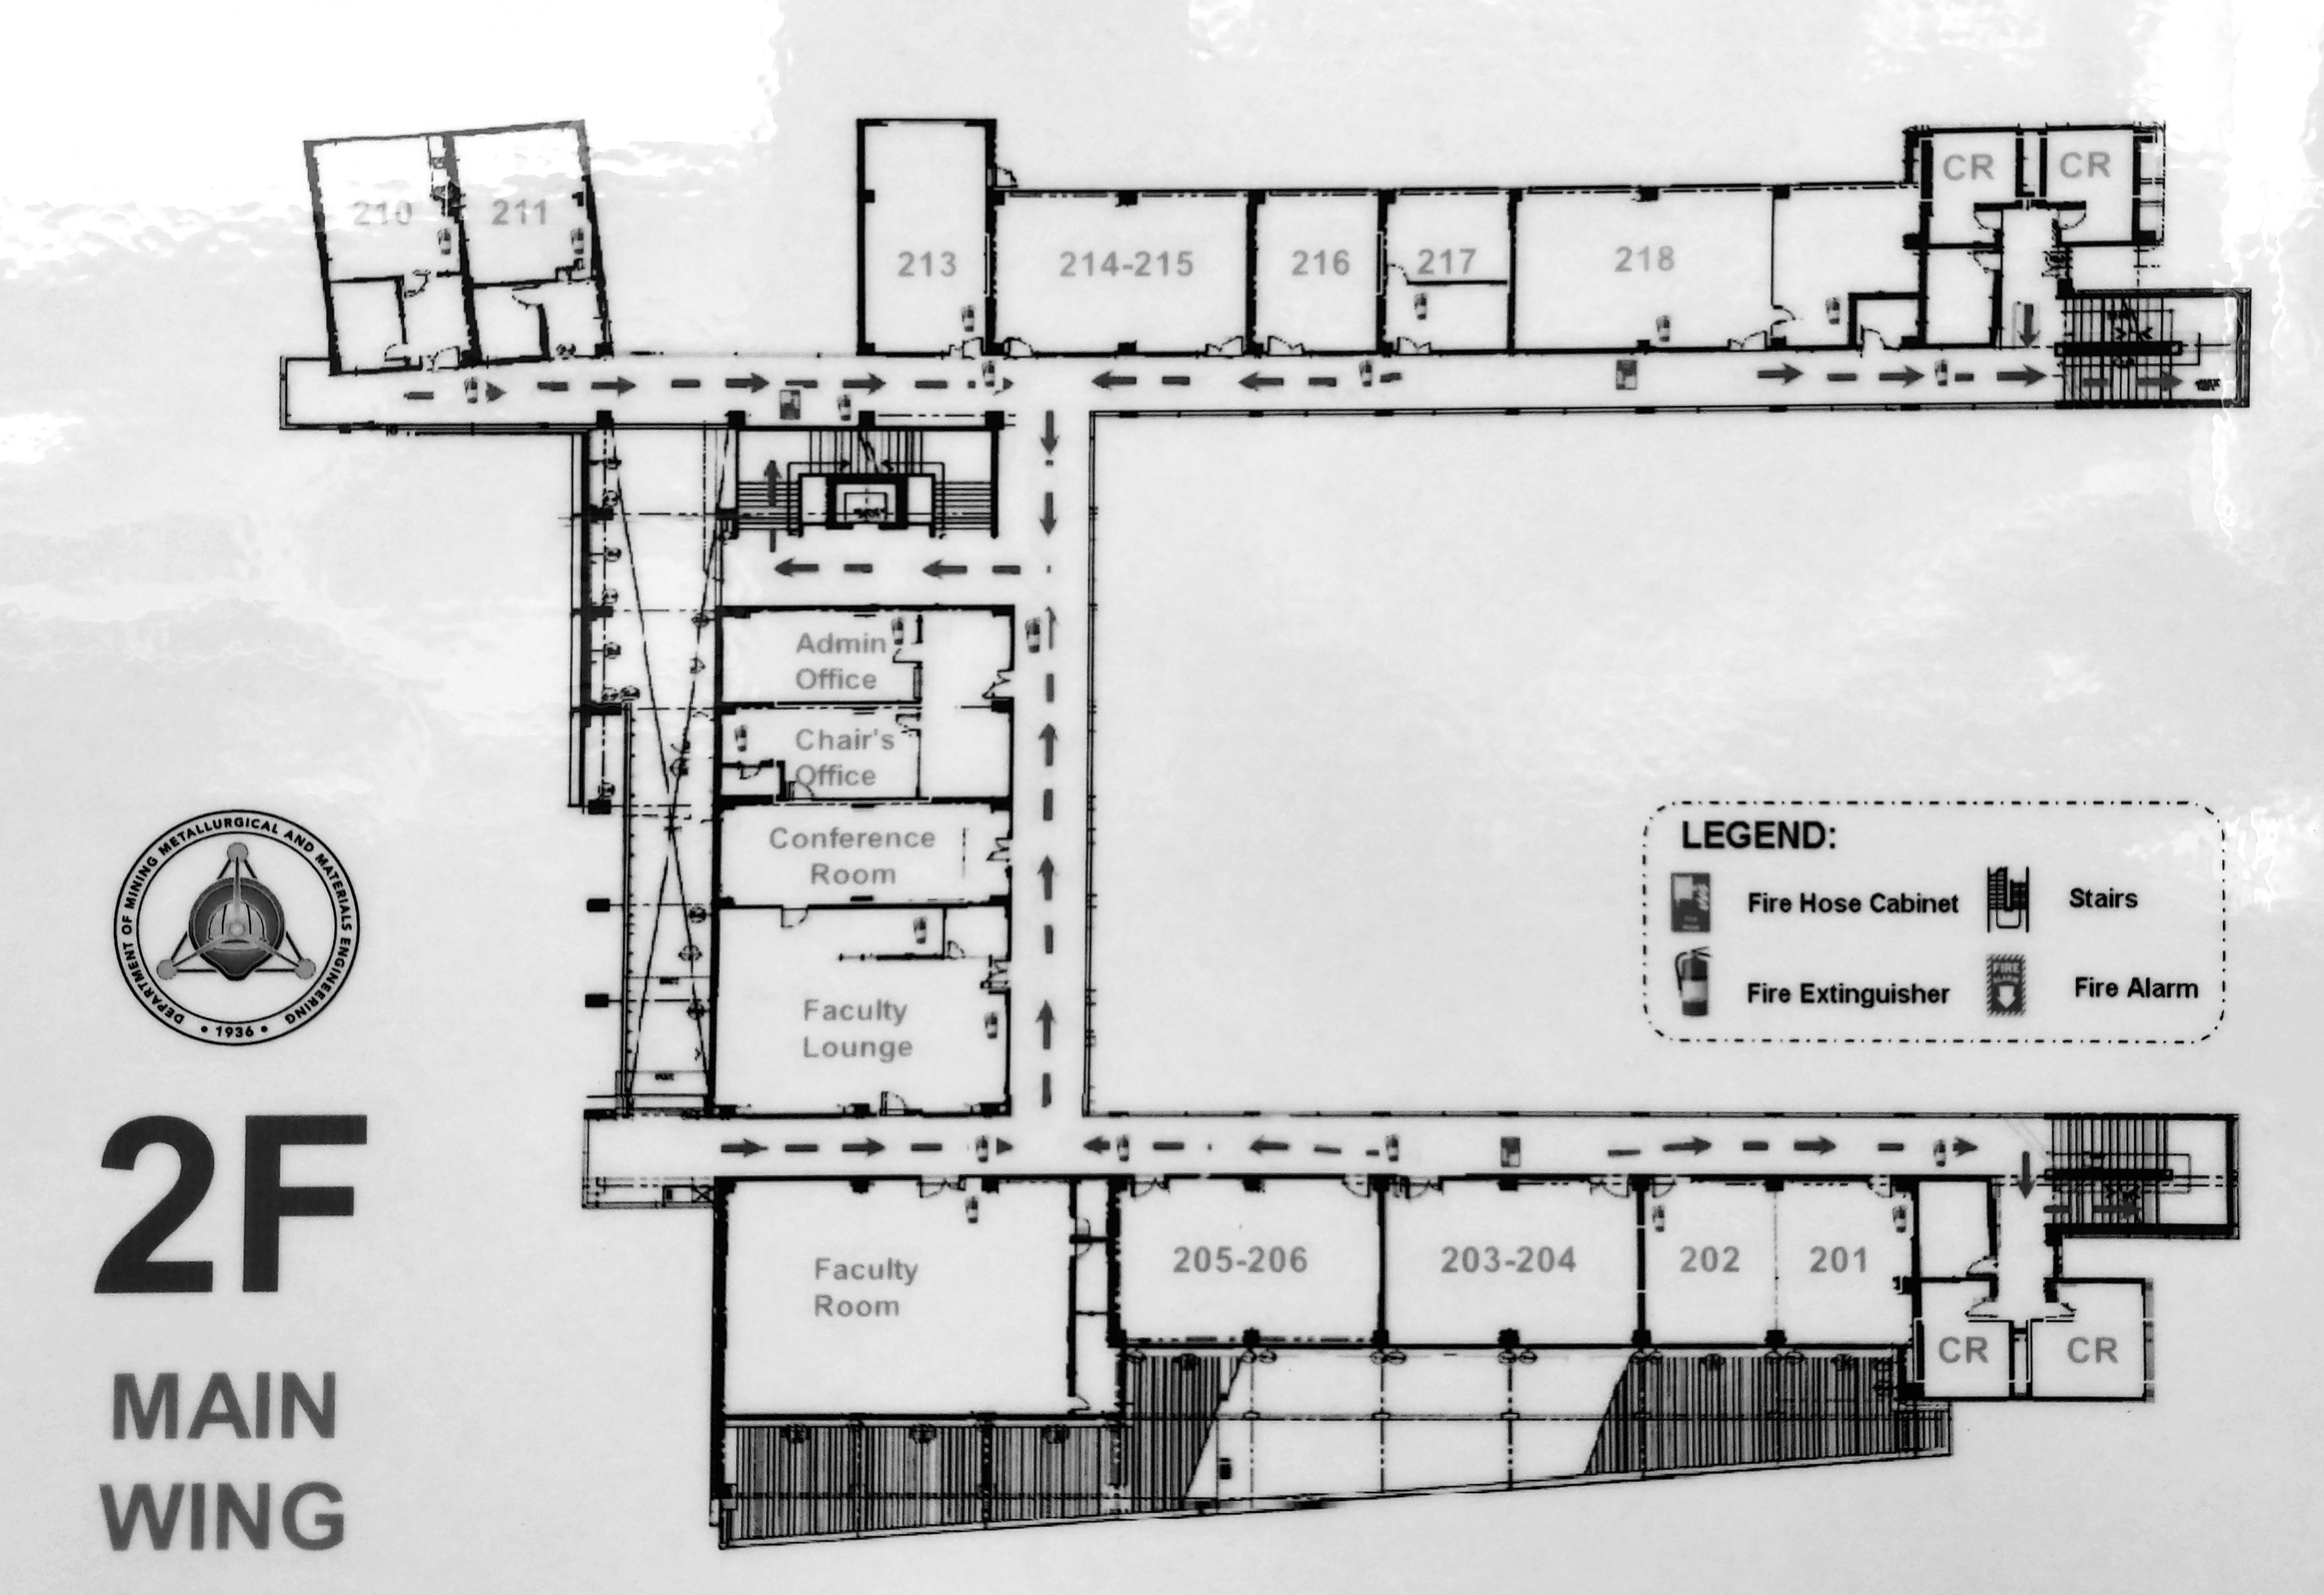 210
211
213
214-215
216
217
218
CR
CR
Admin
Office
Chair's
Office
Conference
Room
Faculty
Lounge
Faculty
Room
205-206
203-204
202
201
CR
CR
LEGEND:
Fire Hose Cabinet
Stairs
Fire Extinguisher
FIRE
Fire Alarm
DEPARTMENT OF MINING METALLURGICAL AND MATERIALS ENGINEERING
• 1936 •
2F
MAIN
WING